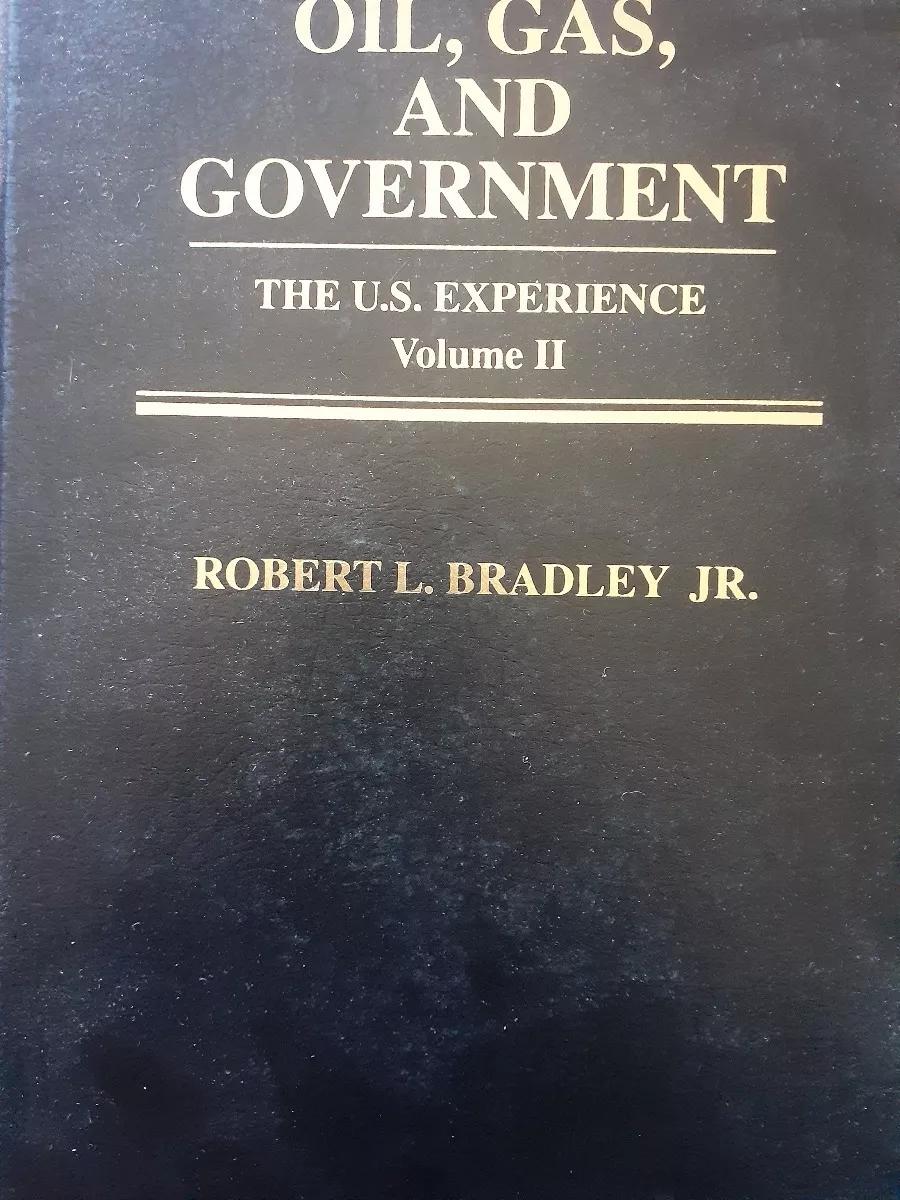 OIL, GAS,
AND
GOVERNMENT
THE U.S. EXPERIENCE
Volume II
ROBERT L. BRADLEY JR.